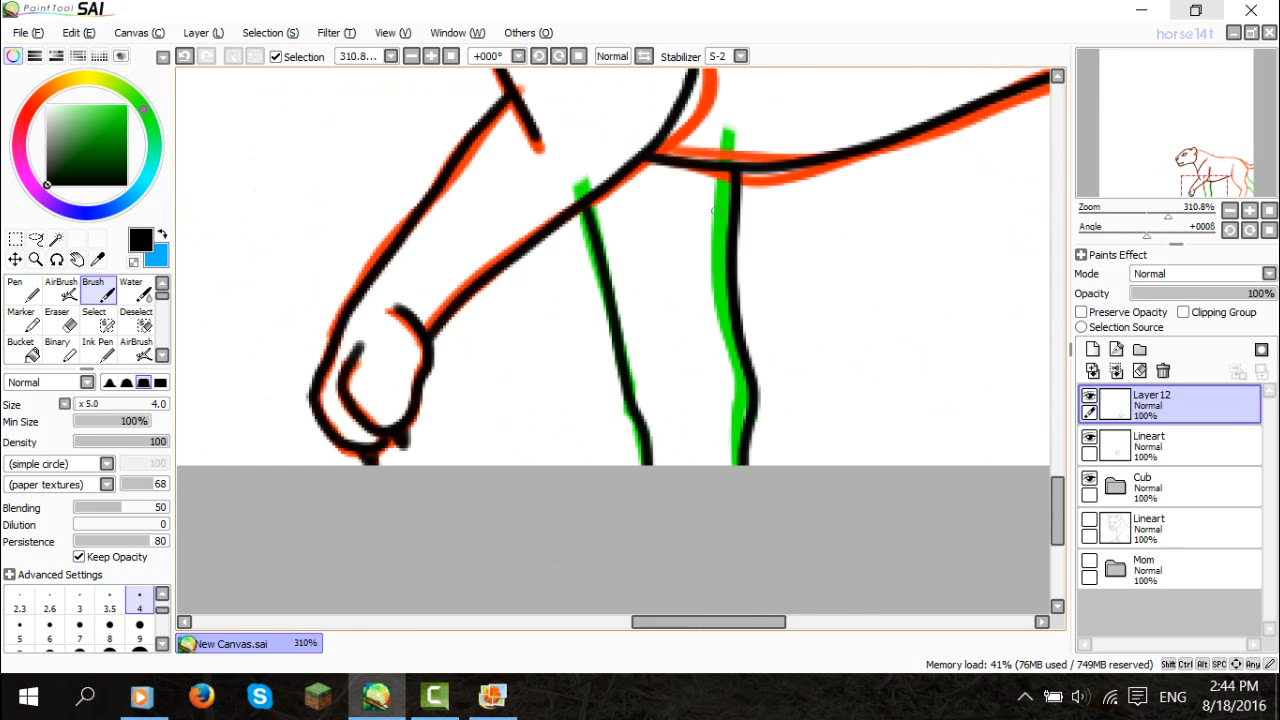 PaintTool SAI
File (F) Edit (E) Canvas (C) Layer (L) Selection (S) Filter (T) View (V) Window (W) Others (O)
horse14t
Selection 310.8... +000° Normal Stabilizer S-2
Zoom 310.8%
Angle +000ß
Paints Effect
Mode Normal
Opacity 100%
Preserve Opacity Clipping Group
Selection Source
Pen AirBrush Brush Water
Marker Eraser Select Deselect
Bucket Binary Ink Pen AirBrush
Normal
Size x 5.0 4.0
Min Size 100%
Density 100
(simple circle) 100
(paper textures) 68
Blending 50
Dilution 0
Persistence 80
Keep Opacity
Advanced Settings
2.3 2.6 3 3.5 4
5 6 7 8 9
Layer12
Normal
100%
Lineart
Normal
100%
Cub
Normal
100%
Lineart
Normal
100%
Mom
Normal
100%
New Canvas.sai 310%
Memory load: 41% (76MB used / 749MB reserved) Shift Ctrl Alt SPC Any
ENG
2:44 PM
8/18/2016